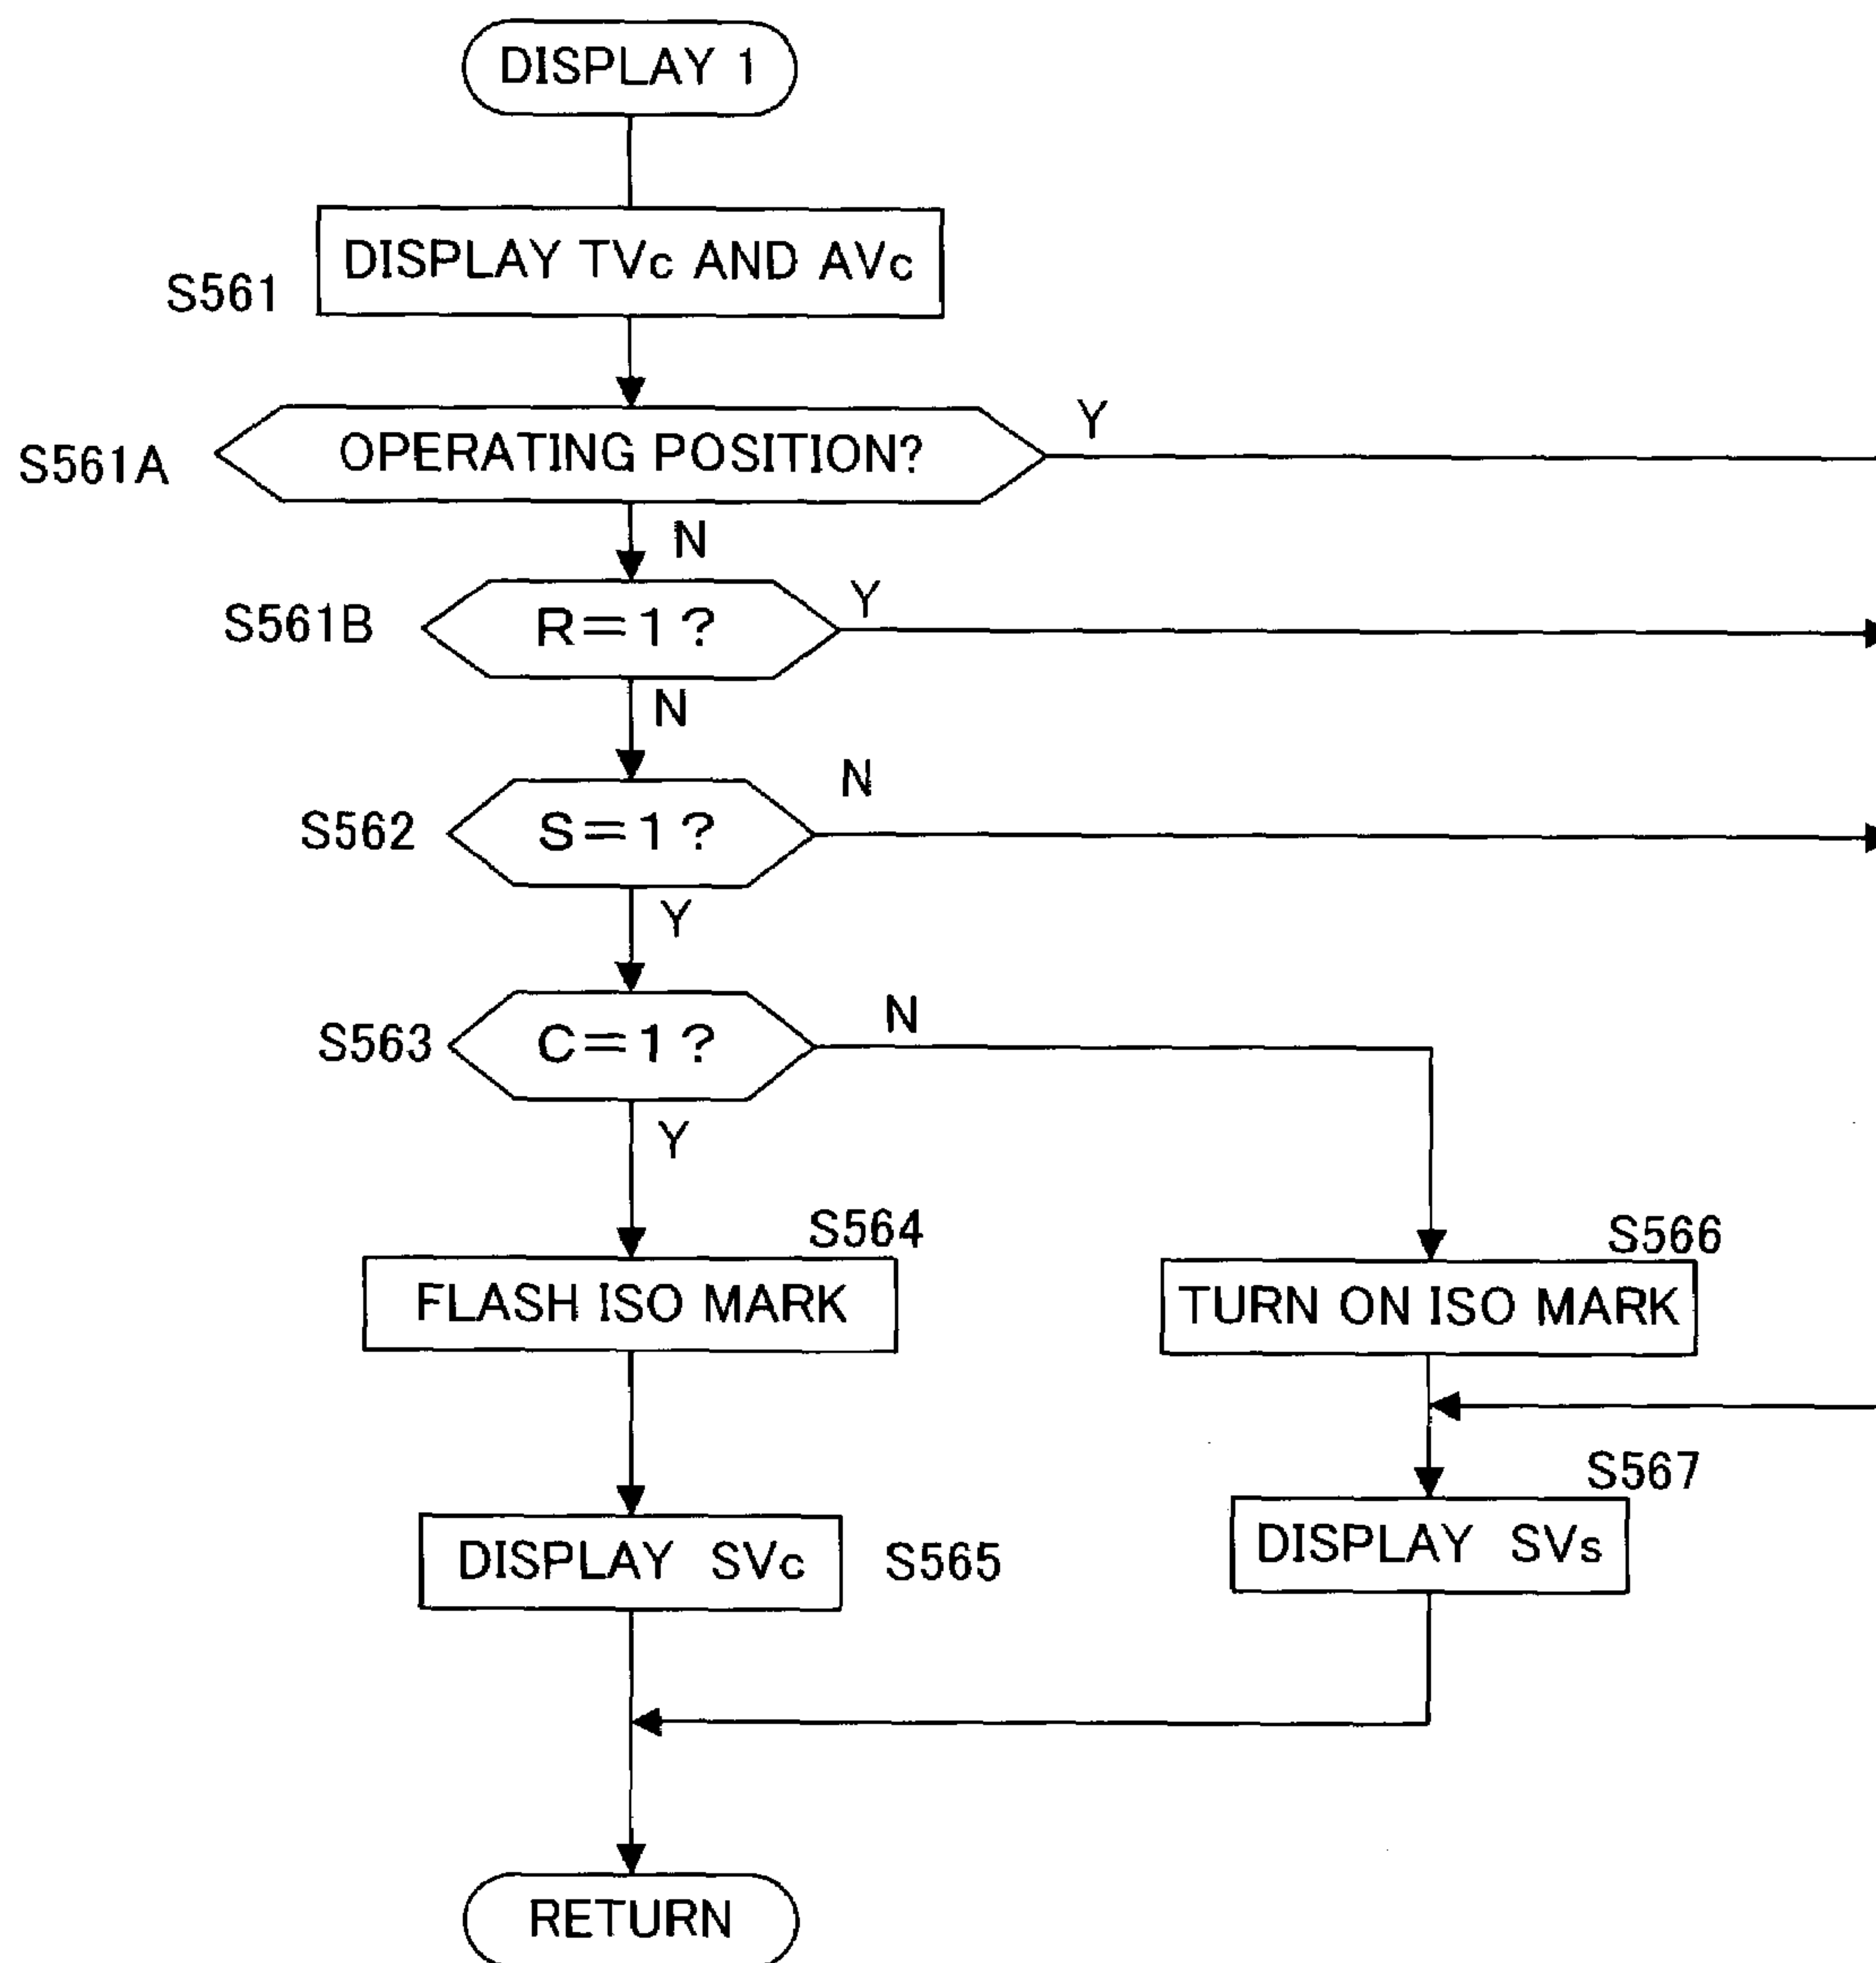 DISPLAY 1
DISPLAY TVc AND AVc
S561
OPERATING POSITION?
Y
S561A
N
R=1?
Y
S561B
N
S=1?
N
S562
Y
C=1?
N
S563
Y
S564
S566
FLASH ISO MARK
TURN ON ISO MARK
S567
DISPLAY SVc
S565
DISPLAY SVs
RETURN